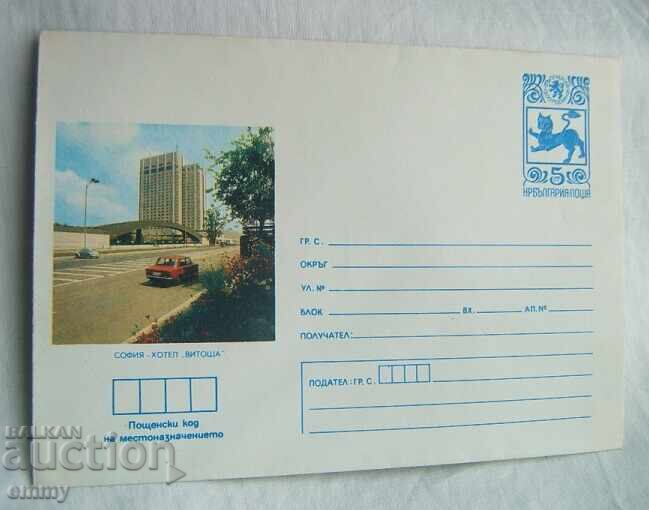 5
НР БЪЛГАРИЯ ПОЩА
ГР. С.
ОКРЪГ
УЛ. №
БЛОК ВХ. АП. №
ПОЛУЧАТЕЛ:
ПОДАТЕЛ: ГР. С.
СОФИЯ - ХОТЕЛ „ВИТОША"
Пощенски код
на местоназначението
BALKAN
auction
emmy